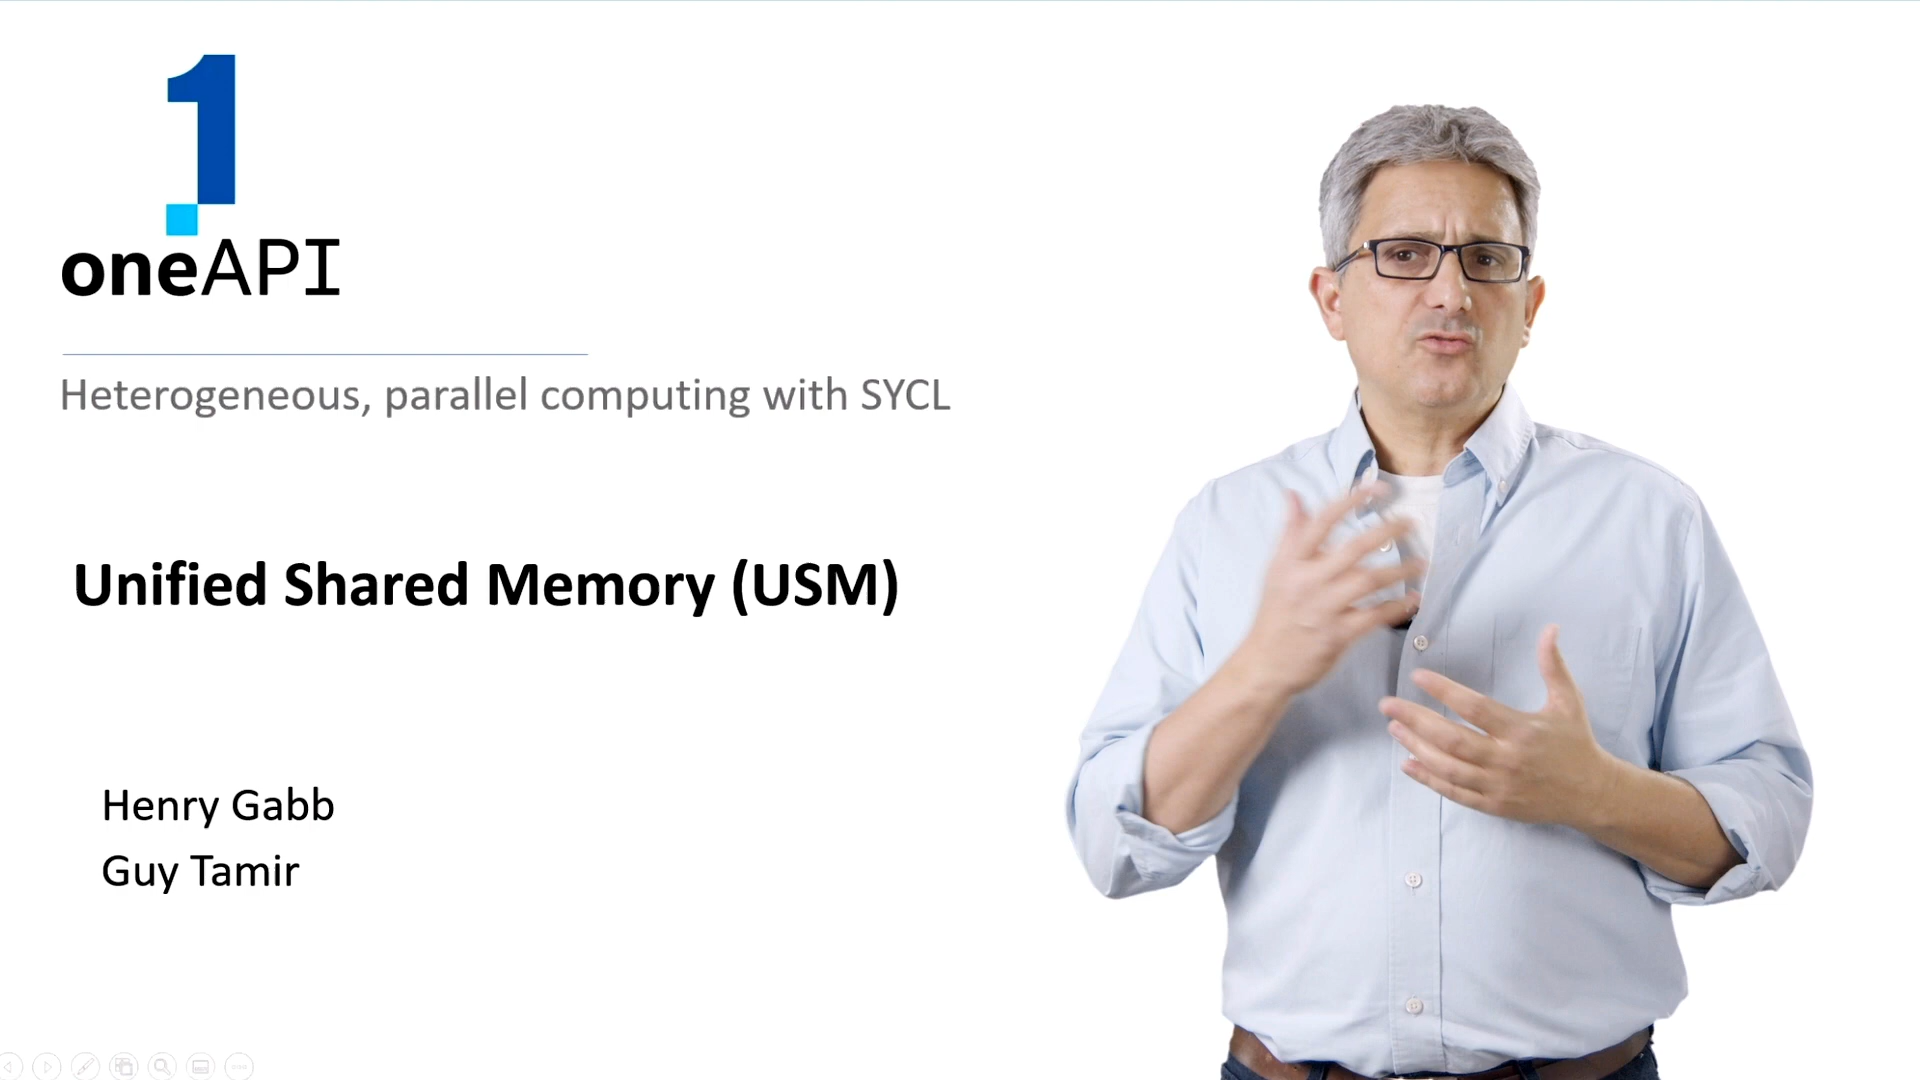 1
oneAPI
Heterogeneous, parallel computing with SYCL
Unified Shared Memory (USM)
Henry Gabb
Guy Tamir